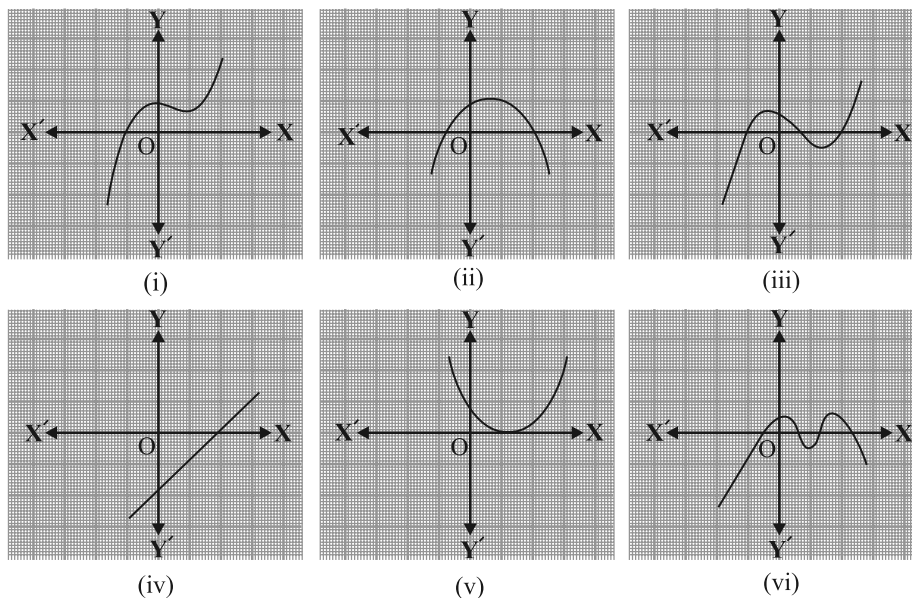 Y Y Y
X′ O X X′ O X X′ O X
Y′ Y′ Y′
(i) (ii) (iii)
Y Y Y
X′ O X X′ O X X′ O X
Y′ Y′ Y′
(iv) (v) (vi)